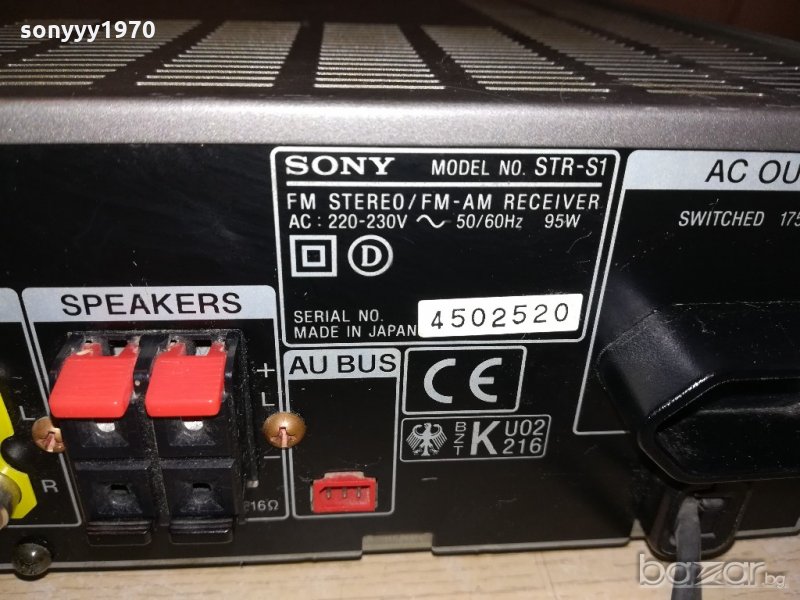 sonyyy1970
SONY MODEL NO. STR-S1
FM STEREO/FM-AM RECEIVER
AC: 220-230V ~ 50/60Hz 95W
D
SERIAL NO. 4502520
MADE IN JAPAN
AC OU
SWITCHED 175
SPEAKERS
+
L
L
-
-
R
16Ω
AU BUS
CE
BZT K U02 216
bazar.bg